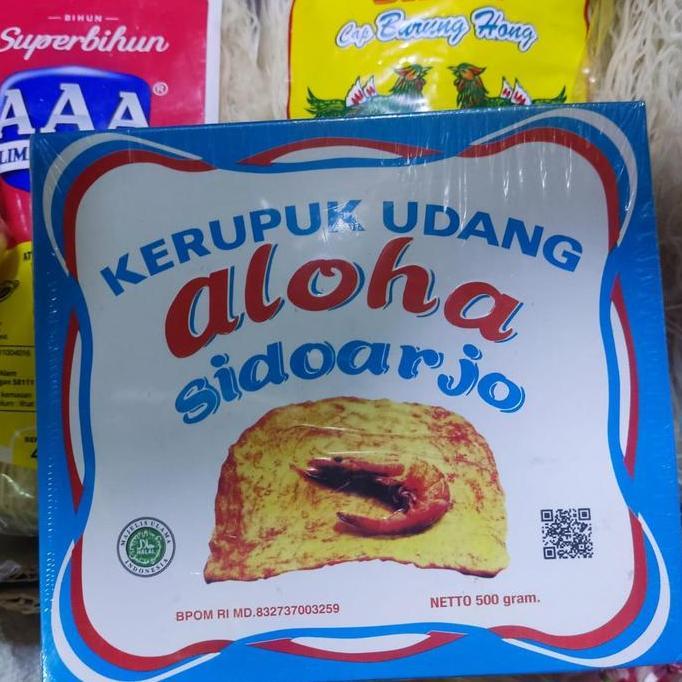 BIHUN
Superbihun
AAA
Cap Burung Hong
KERUPUK UDANG
aloha
sidoarjo
MAJELIS ULAMA
HALAL
INDONESIA
BPOM RI MD.832737003259
NETTO 500 gram.